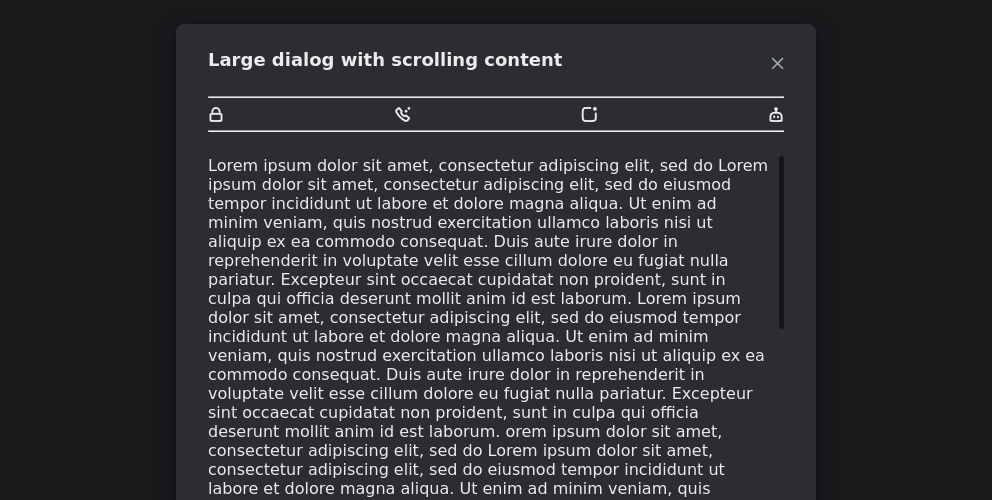 Large dialog with scrolling content
Lorem ipsum dolor sit amet, consectetur adipiscing elit, sed do Lorem
ipsum dolor sit amet, consectetur adipiscing elit, sed do eiusmod
tempor incididunt ut labore et dolore magna aliqua. Ut enim ad
minim veniam, quis nostrud exercitation ullamco laboris nisi ut
aliquip ex ea commodo consequat. Duis aute irure dolor in
reprehenderit in voluptate velit esse cillum dolore eu fugiat nulla
pariatur. Excepteur sint occaecat cupidatat non proident, sunt in
culpa qui officia deserunt mollit anim id est laborum. Lorem ipsum
dolor sit amet, consectetur adipiscing elit, sed do eiusmod tempor
incididunt ut labore et dolore magna aliqua. Ut enim ad minim
veniam, quis nostrud exercitation ullamco laboris nisi ut aliquip ex ea
commodo consequat. Duis aute irure dolor in reprehenderit in
voluptate velit esse cillum dolore eu fugiat nulla pariatur. Excepteur
sint occaecat cupidatat non proident, sunt in culpa qui officia
deserunt mollit anim id est laborum. orem ipsum dolor sit amet,
consectetur adipiscing elit, sed do Lorem ipsum dolor sit amet,
consectetur adipiscing elit, sed do eiusmod tempor incididunt ut
labore et dolore magna aliqua. Ut enim ad minim veniam, quis